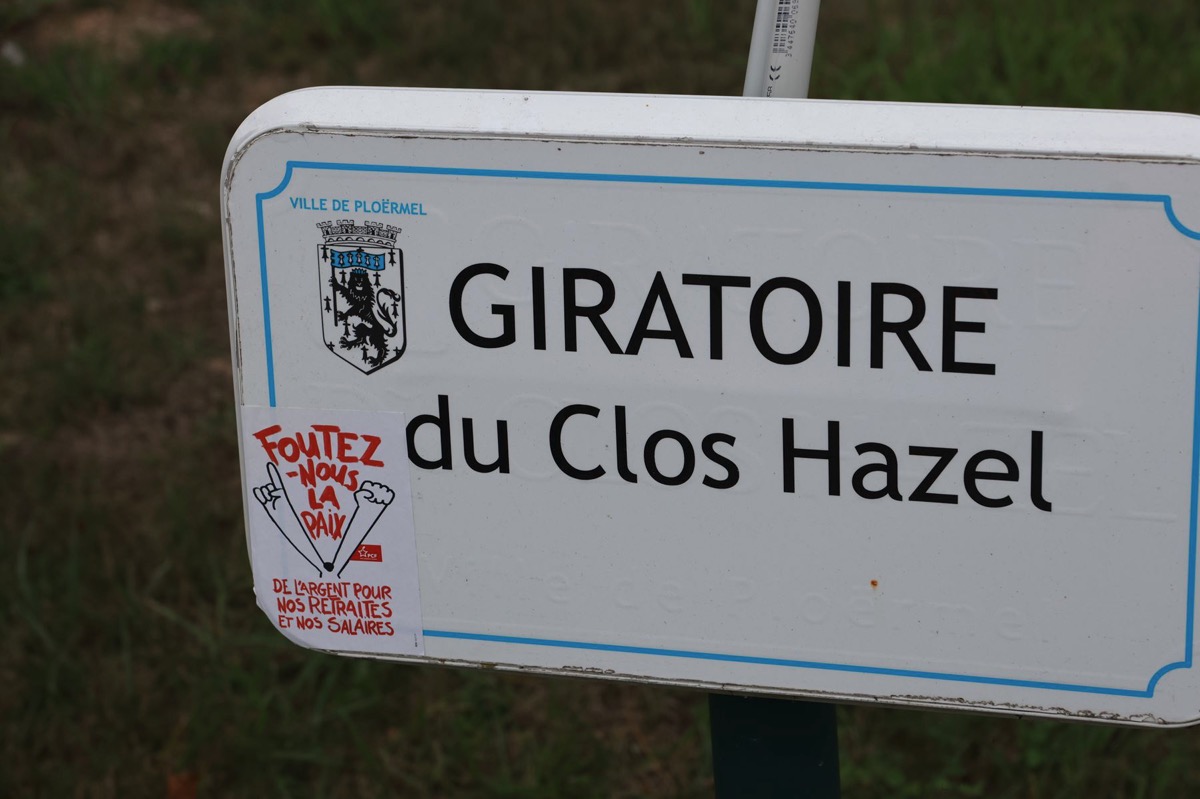 VILLE DE PLOËRMEL
GIRATOIRE
du Clos Hazel
FOUTEZ
-NOUS
LA
PAIX
PCF
DE L'ARGENT POUR
NOS RETRAITES
ET NOS SALAIRES